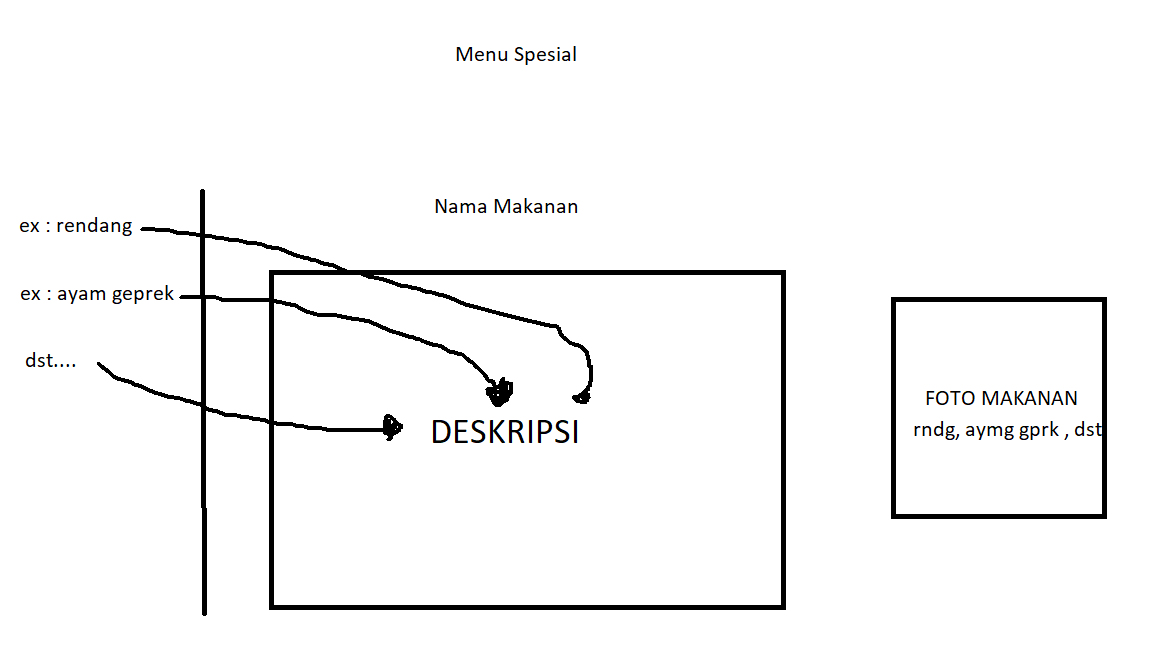 Menu Spesial
Nama Makanan
ex : rendang
ex : ayam geprek
dst....
DESKRIPSI
FOTO MAKANAN
rndg, aymg gprk , dst